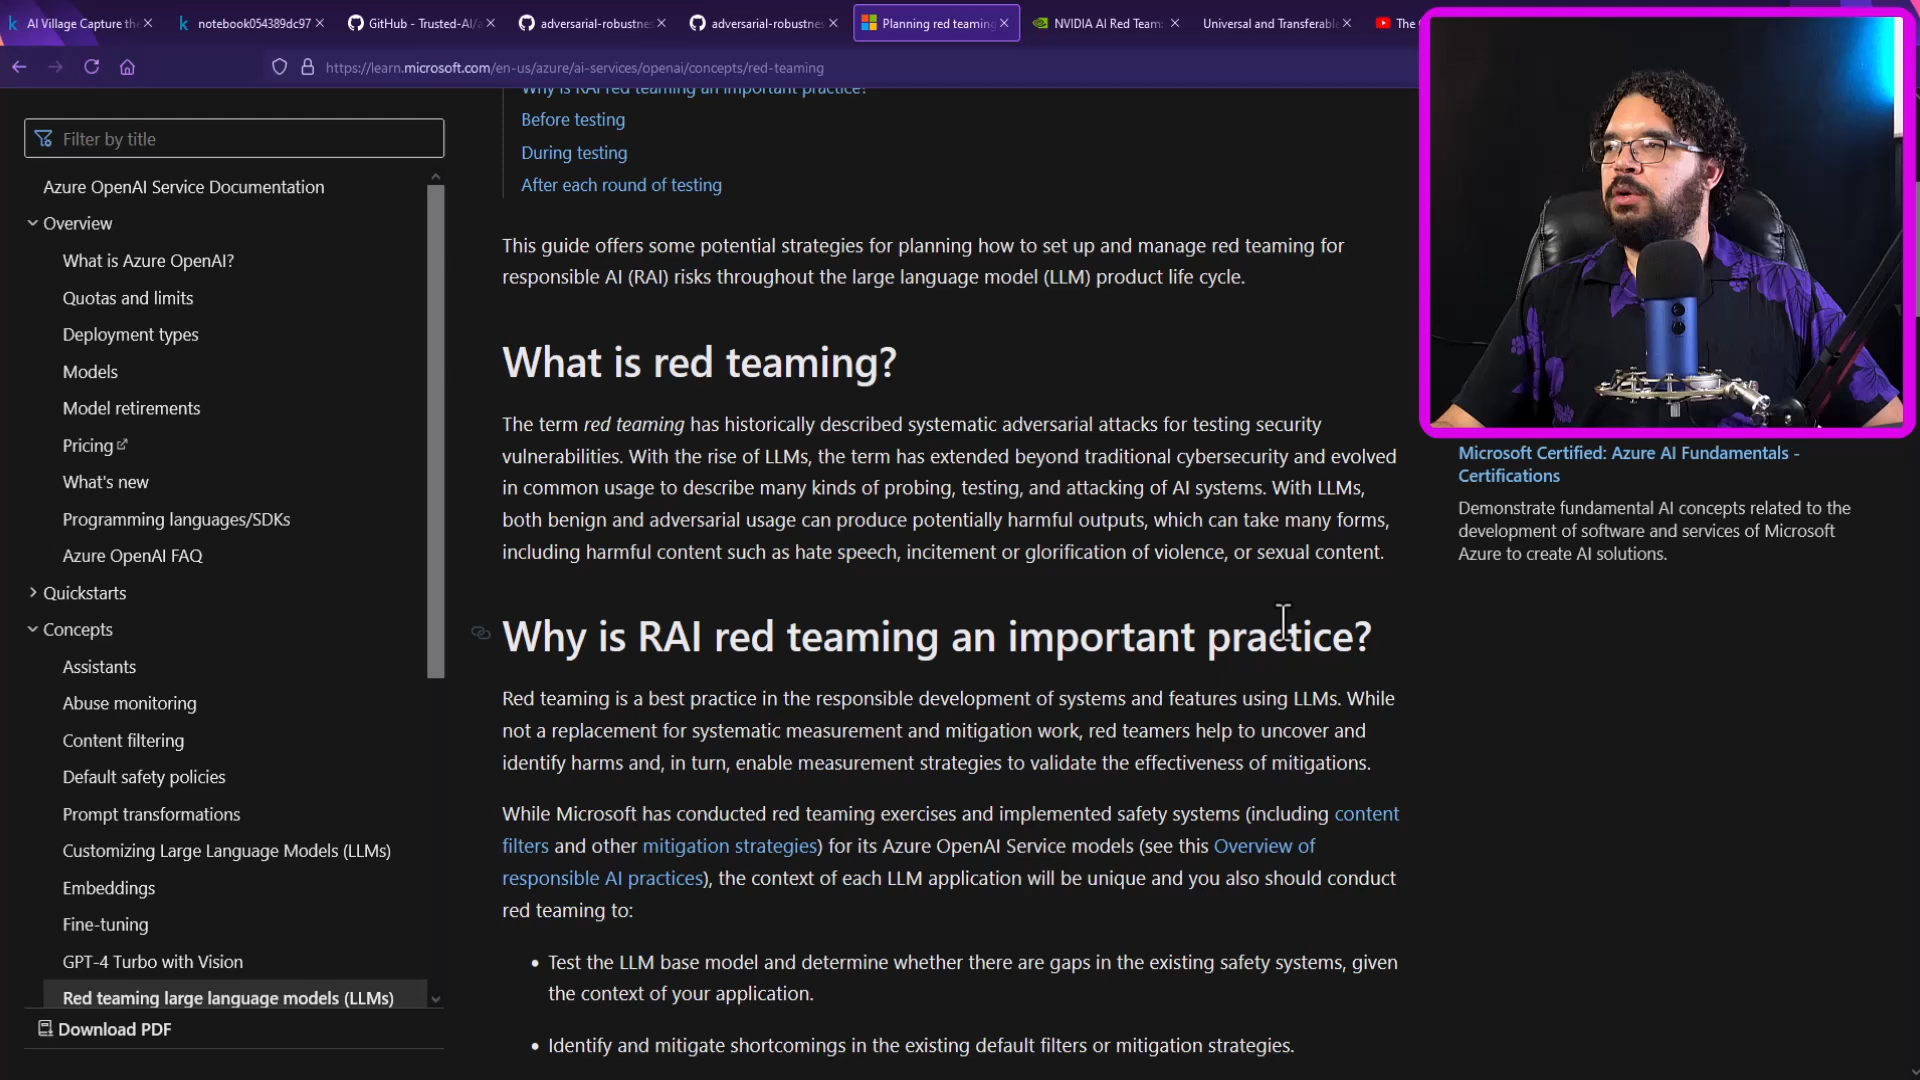 AI Village Capture the
notebook054389dc97
GitHub - Trusted-AI/a
adversarial-robustnes
adversarial-robustnes
Planning red teaming
NVIDIA AI Red Team:
Universal and Transferable
The
https://learn.microsoft.com/en-us/azure/ai-services/openai/concepts/red-teaming
Filter by title
Azure OpenAI Service Documentation
Overview
What is Azure OpenAI?
Quotas and limits
Deployment types
Models
Model retirements
Pricing
What's new
Programming languages/SDKs
Azure OpenAI FAQ
Quickstarts
Concepts
Assistants
Abuse monitoring
Content filtering
Default safety policies
Prompt transformations
Customizing Large Language Models (LLMs)
Embeddings
Fine-tuning
GPT-4 Turbo with Vision
Red teaming large language models (LLMs)
Download PDF
Why is RAI red teaming an important practice?
Before testing
During testing
After each round of testing
This guide offers some potential strategies for planning how to set up and manage red teaming for
responsible AI (RAI) risks throughout the large language model (LLM) product life cycle.
What is red teaming?
The term red teaming has historically described systematic adversarial attacks for testing security
vulnerabilities. With the rise of LLMs, the term has extended beyond traditional cybersecurity and evolved
in common usage to describe many kinds of probing, testing, and attacking of AI systems. With LLMs,
both benign and adversarial usage can produce potentially harmful outputs, which can take many forms,
including harmful content such as hate speech, incitement or glorification of violence, or sexual content.
Why is RAI red teaming an important practice?
Red teaming is a best practice in the responsible development of systems and features using LLMs. While
not a replacement for systematic measurement and mitigation work, red teamers help to uncover and
identify harms and, in turn, enable measurement strategies to validate the effectiveness of mitigations.
While Microsoft has conducted red teaming exercises and implemented safety systems (including content
filters and other mitigation strategies) for its Azure OpenAI Service models (see this Overview of
responsible AI practices), the context of each LLM application will be unique and you also should conduct
red teaming to:
• Test the LLM base model and determine whether there are gaps in the existing safety systems, given
the context of your application.
• Identify and mitigate shortcomings in the existing default filters or mitigation strategies.
Microsoft Certified: Azure AI Fundamentals -
Certifications
Demonstrate fundamental AI concepts related to the
development of software and services of Microsoft
Azure to create AI solutions.